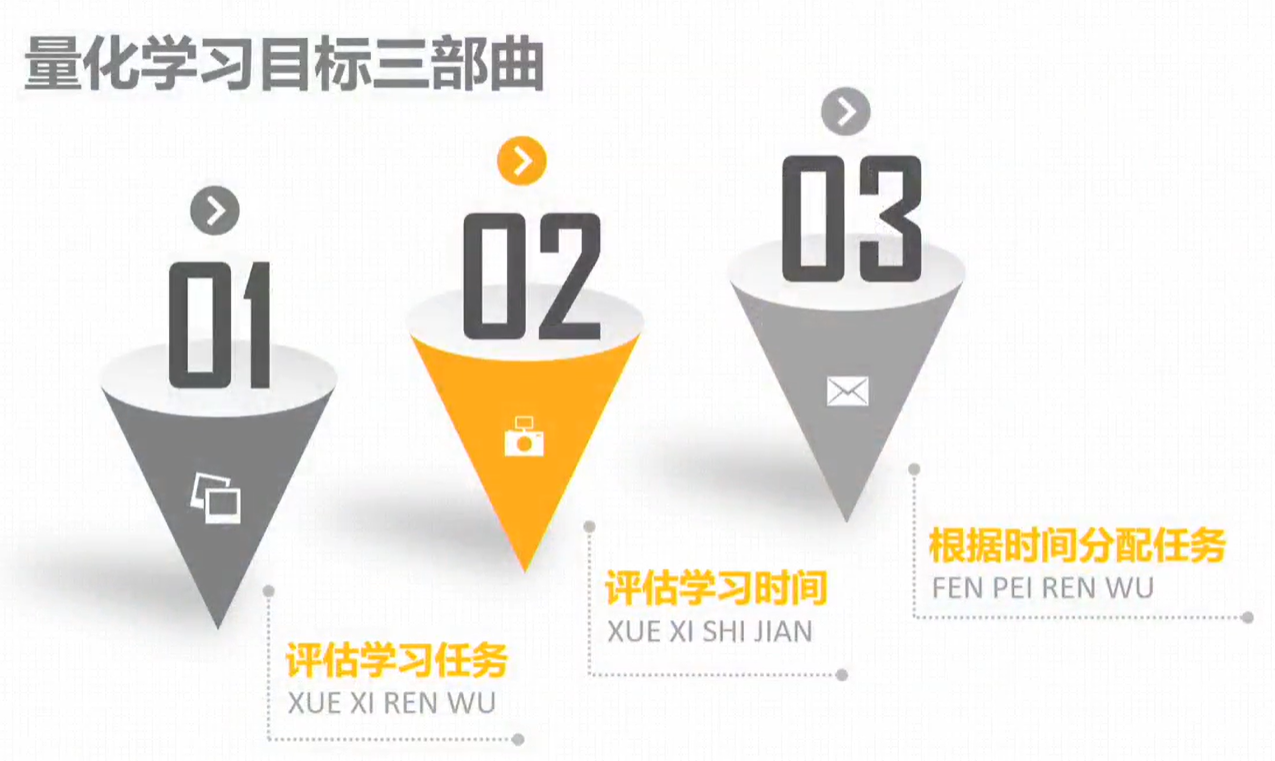 量化学习目标三部曲
01
评估学习任务
XUE XI REN WU
02
评估学习时间
XUE XI SHI JIAN
03
根据时间分配任务
FEN PEI REN WU